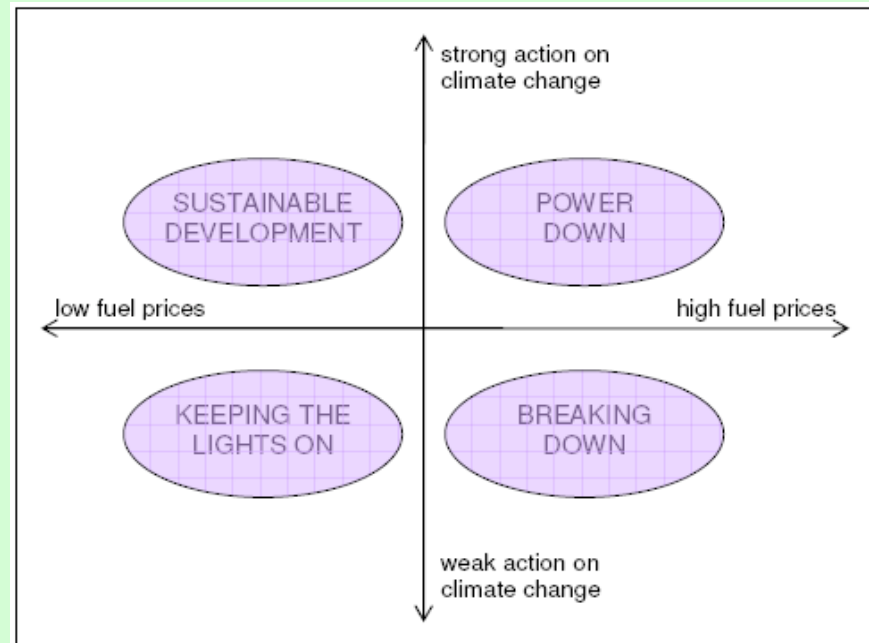 strong action on
climate change
SUSTAINABLE
DEVELOPMENT
POWER
DOWN
low fuel prices
high fuel prices
KEEPING THE
LIGHTS ON
BREAKING
DOWN
weak action on
climate change